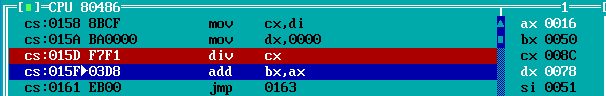 [■]=CPU 80486 1
cs:0158 8BCF mov cx,di ax 0016
cs:015A BA0000 mov dx,0000 bx 0050
cs:015D F7F1 div cx cx 008C
cs:015F▶03D8 add bx,ax dx 0078
cs:0161 EB00 jmp 0163 si 0051